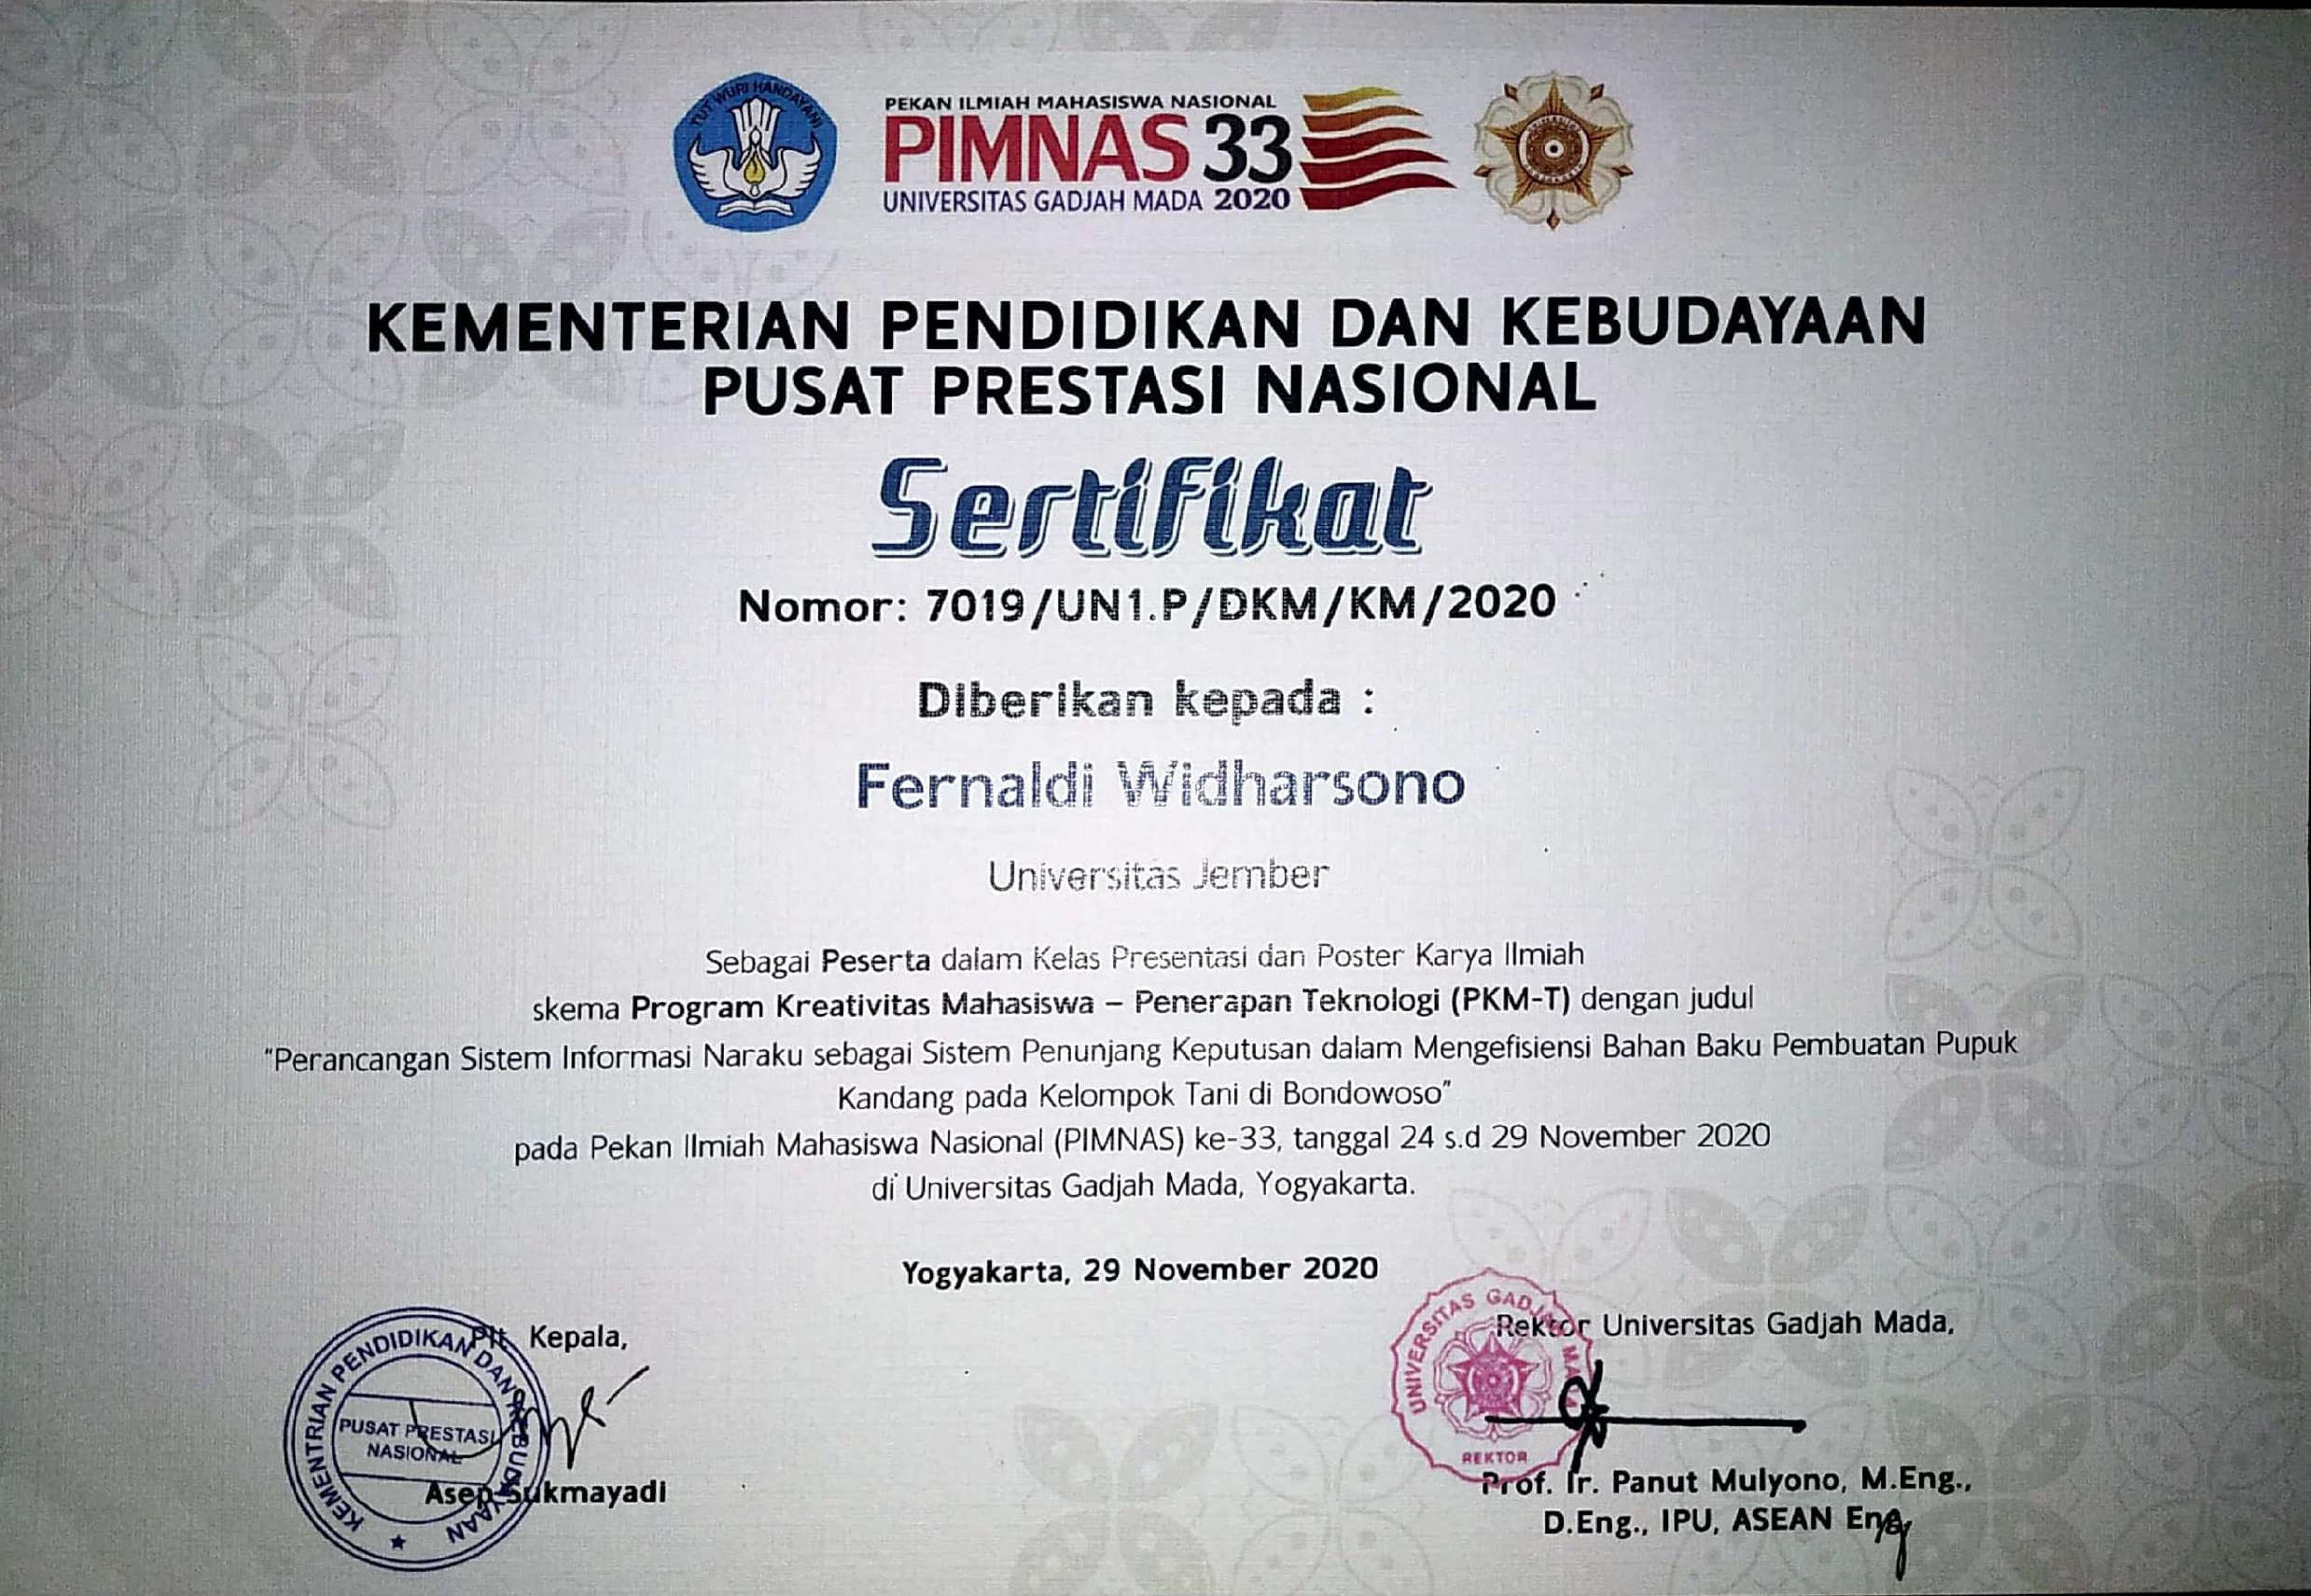 TUT WURI HANDAYANI
PEKAN ILMIAH MAHASISWA NASIONAL
PIMNAS 33
UNIVERSITAS GADJAH MADA 2020
KEMENTERIAN PENDIDIKAN DAN KEBUDAYAAN
PUSAT PRESTASI NASIONAL
Sertifikat
Nomor: 7019/UN1.P/DKM/KM/2020
Diberikan kepada :
Fernaldi Widharsono
Universitas Jember
Sebagai Peserta dalam Kelas Presentasi dan Poster Karya Ilmiah
skema Program Kreativitas Mahasiswa – Penerapan Teknologi (PKM-T) dengan judul
"Perancangan Sistem Informasi Naraku sebagai Sistem Penunjang Keputusan dalam Mengefisiensi Bahan Baku Pembuatan Pupuk
Kandang pada Kelompok Tani di Bondowoso"
pada Pekan Ilmiah Mahasiswa Nasional (PIMNAS) ke-33, tanggal 24 s.d 29 November 2020
di Universitas Gadjah Mada, Yogyakarta.
Yogyakarta, 29 November 2020
Plt. Kepala,
KEMENTRIAN PENDIDIKAN DAN KEBUDAYAAN
PUSAT PRESTASI
NASIONAL
Asep Sukmayadi
Rektor Universitas Gadjah Mada,
UNIVERSITAS GADJAH MADA
REKTOR
Prof. Ir. Panut Mulyono, M.Eng.,
D.Eng., IPU, ASEAN Eng.